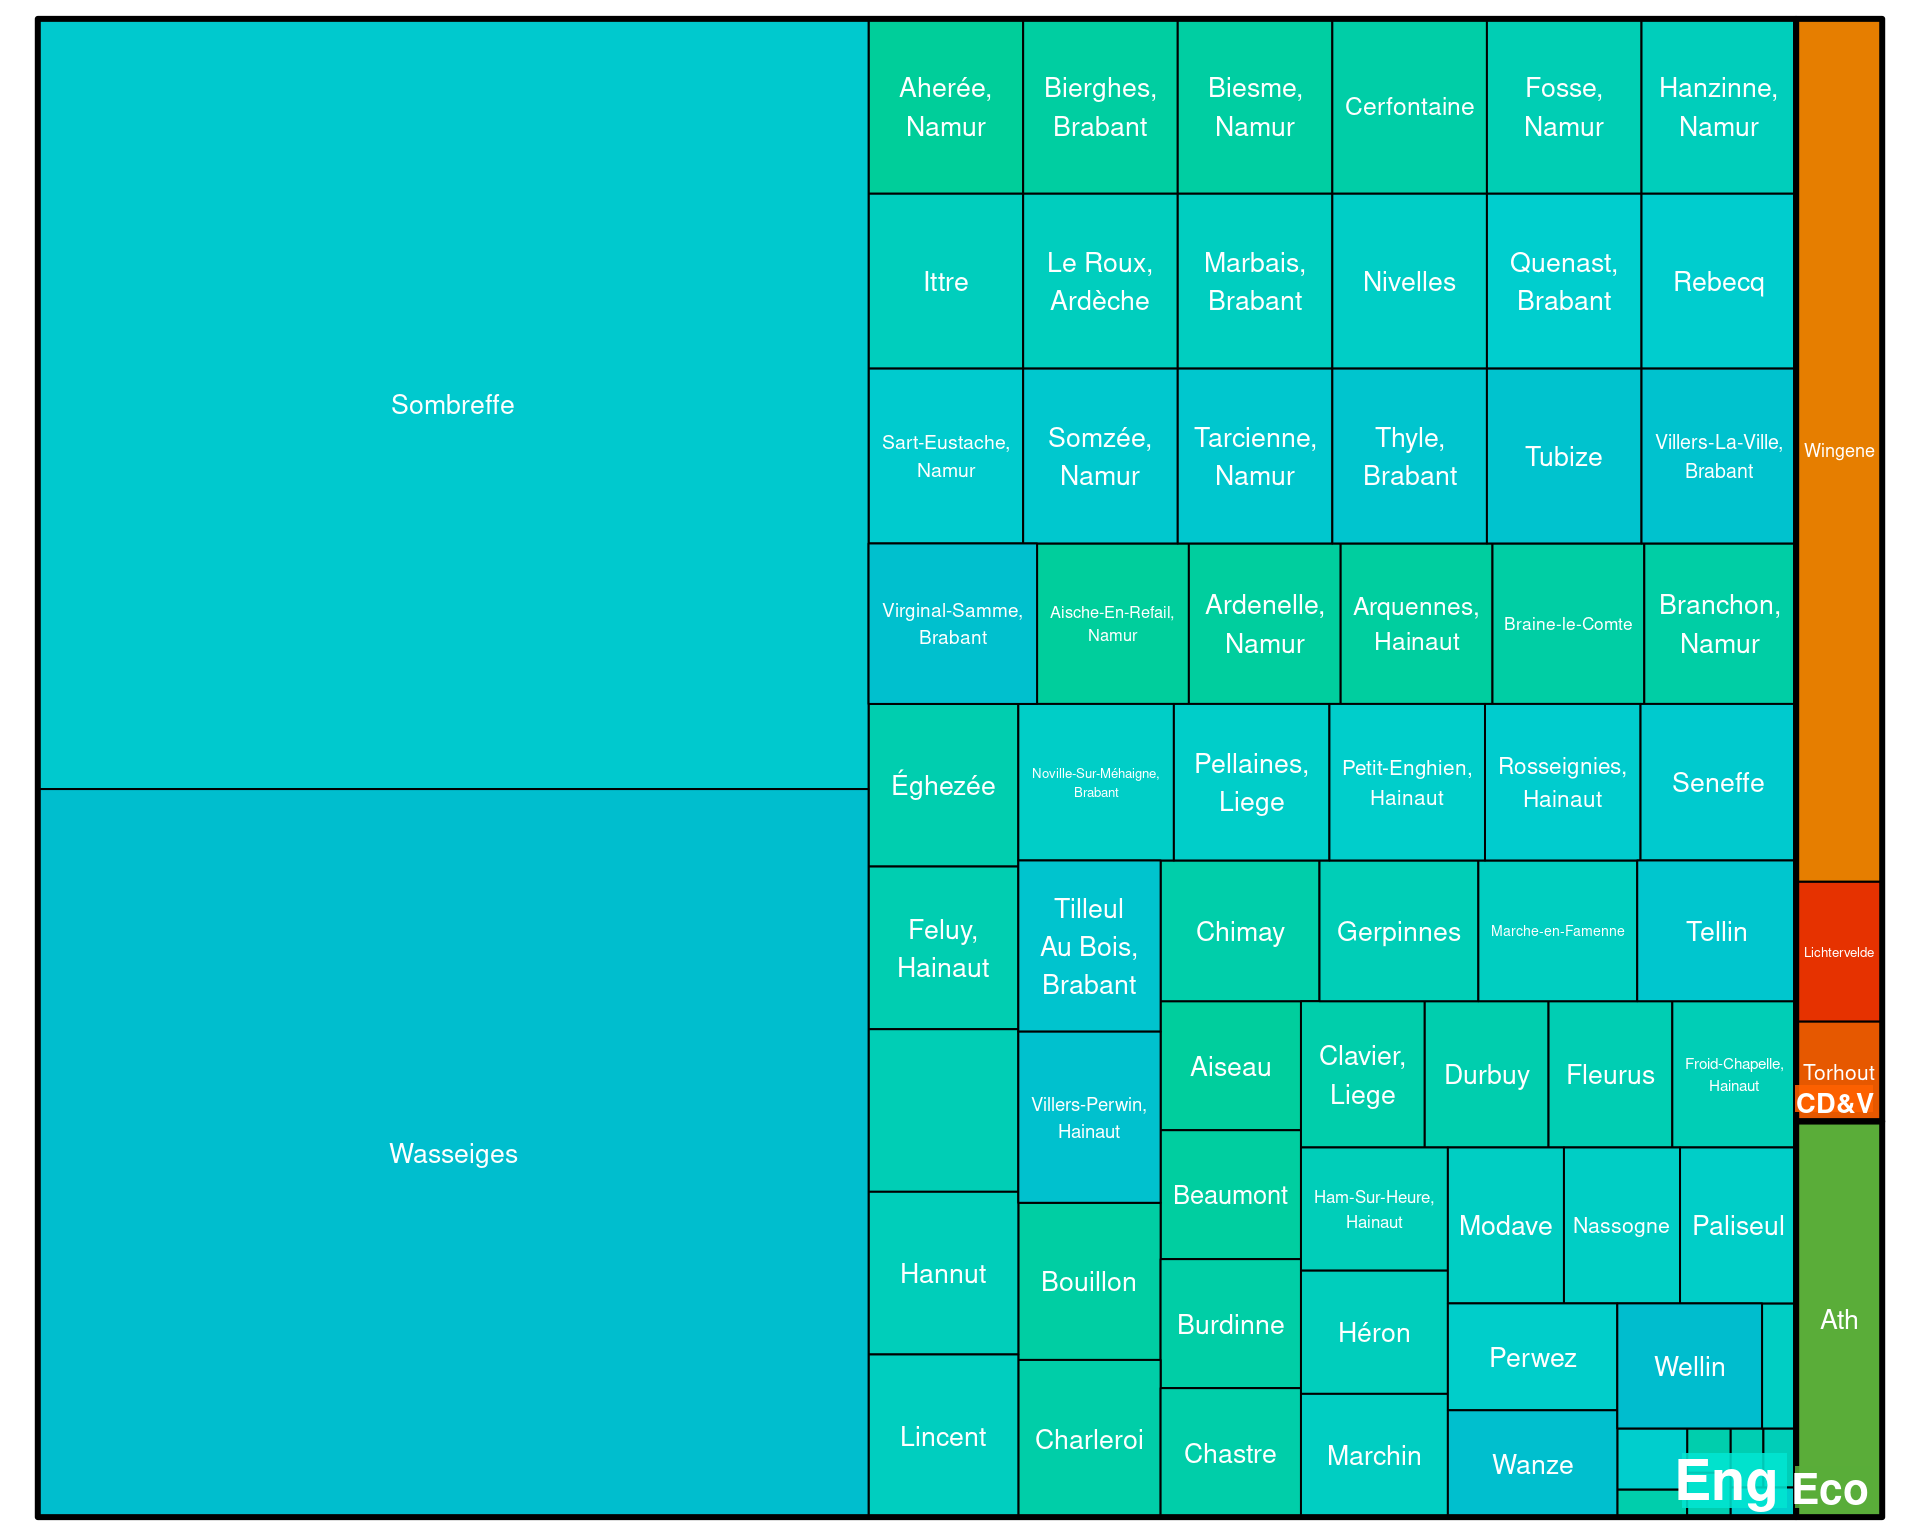 Sombreffe
Wasseiges
Aherée,
Namur
Bierghes,
Brabant
Biesme,
Namur
Cerfontaine
Fosse,
Namur
Hanzinne,
Namur
Ittre
Le Roux,
Ardèche
Marbais,
Brabant
Nivelles
Quenast,
Brabant
Rebecq
Sart-Eustache,
Namur
Somzée,
Namur
Tarcienne,
Namur
Thyle,
Brabant
Tubize
Villers-La-Ville,
Brabant
Virginal-Samme,
Brabant
Aische-En-Refail,
Namur
Ardenelle,
Namur
Arquennes,
Hainaut
Braine-le-Comte
Branchon,
Namur
Éghezée
Noville-Sur-Méhaigne,
Brabant
Pellaines,
Liege
Petit-Enghien,
Hainaut
Rosseignies,
Hainaut
Seneffe
Feluy,
Hainaut
Tilleul
Au Bois,
Brabant
Chimay
Gerpinnes
Marche-en-Famenne
Tellin
Villers-Perwin,
Hainaut
Aiseau
Clavier,
Liege
Durbuy
Fleurus
Froid-Chapelle,
Hainaut
Beaumont
Ham-Sur-Heure,
Hainaut
Modave
Nassogne
Paliseul
Hannut
Bouillon
Burdinne
Héron
Perwez
Wellin
Lincent
Charleroi
Chastre
Marchin
Wanze
Eng
Wingene
Lichtervelde
Torhout
CD&V
Ath
Eco